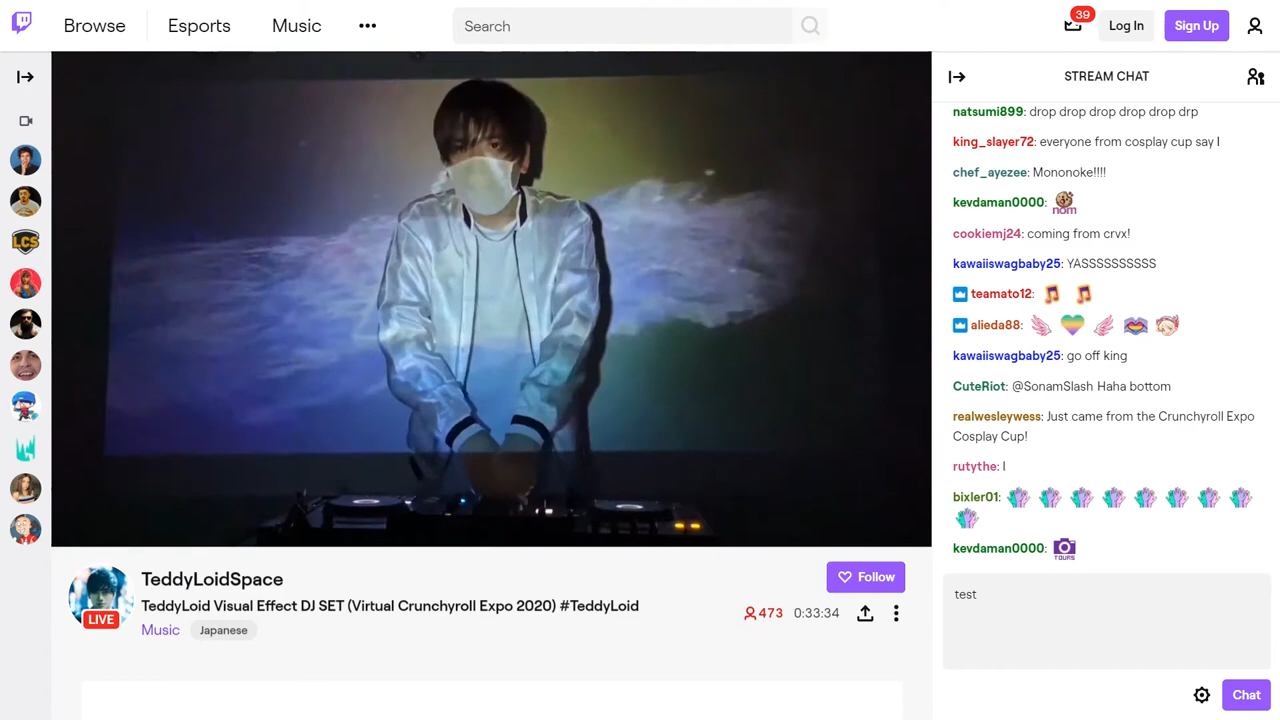 Browse
Esports
Music
Search
39
Log In
Sign Up
STREAM CHAT
natsumi899: drop drop drop drop drop drp
king_slayer72: everyone from cosplay cup say I
chef_ayezee: Mononoke!!!!
kevdaman0000: nom
cookiemj24: coming from crvx!
kawaiiswagbaby25: YASSSSSSSSSS
teamato12:
alieda88:
kawaiiswagbaby25: go off king
CuteRiot: @SonamSlash Haha bottom
realwesleywess: Just came from the Crunchyroll Expo
Cosplay Cup!
rutythe: I
bixler01:
kevdaman0000: TOURS
test
Chat
LCS
TeddyLoidSpace
Follow
TeddyLoid Visual Effect DJ SET (Virtual Crunchyroll Expo 2020) #TeddyLoid
473
0:33:34
LIVE
Music
Japanese